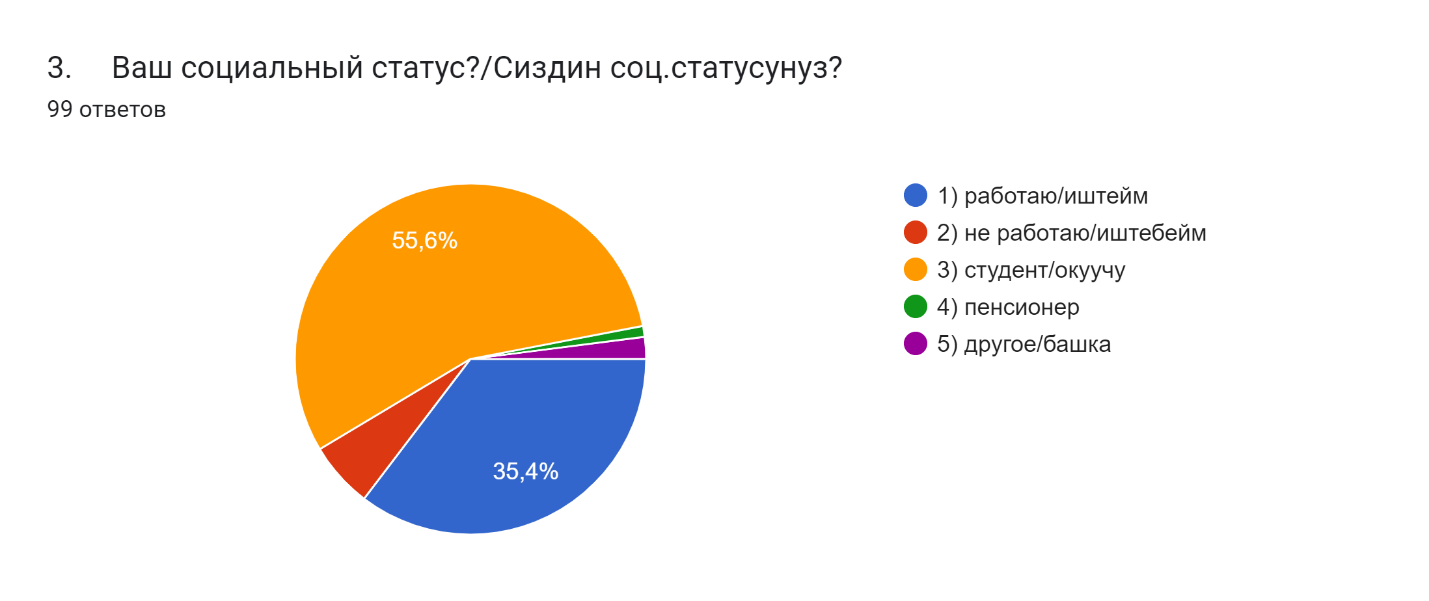 3. Ваш социальный статус?/Сиздин соц.статусунуз?
99 ответов
55,6%
35,4%
1) работаю/иштейм
2) не работаю/иштебейм
3) студент/окуучу
4) пенсионер
5) другое/башка